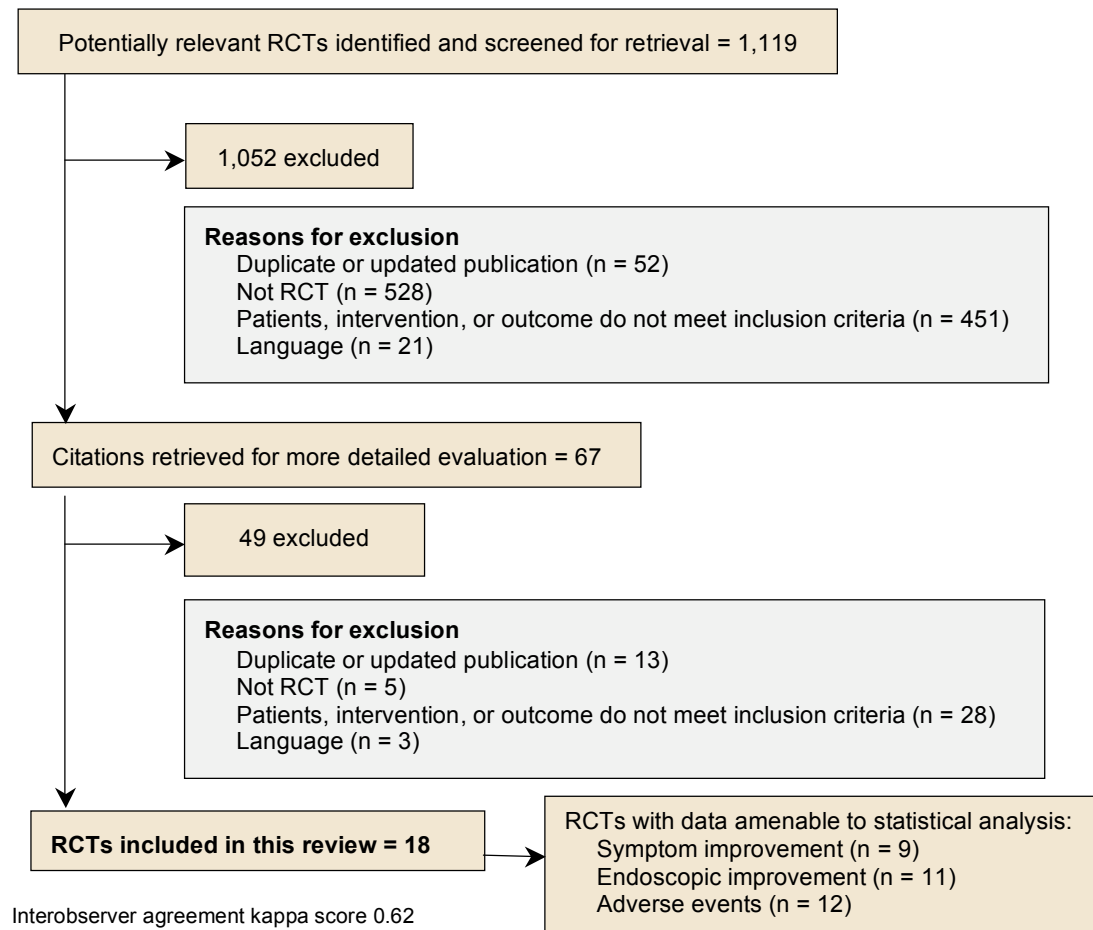 Potentially relevant RCTs identified and screened for retrieval = 1,119
1,052 excluded
Reasons for exclusion
Duplicate or updated publication (n = 52)
Not RCT (n = 528)
Patients, intervention, or outcome do not meet inclusion criteria (n = 451)
Language (n = 21)
Citations retrieved for more detailed evaluation = 67
49 excluded
Reasons for exclusion
Duplicate or updated publication (n = 13)
Not RCT (n = 5)
Patients, intervention, or outcome do not meet inclusion criteria (n = 28)
Language (n = 3)
RCTs included in this review = 18
RCTs with data amenable to statistical analysis:
Symptom improvement (n = 9)
Endoscopic improvement (n = 11)
Adverse events (n = 12)
Interobserver agreement kappa score 0.62